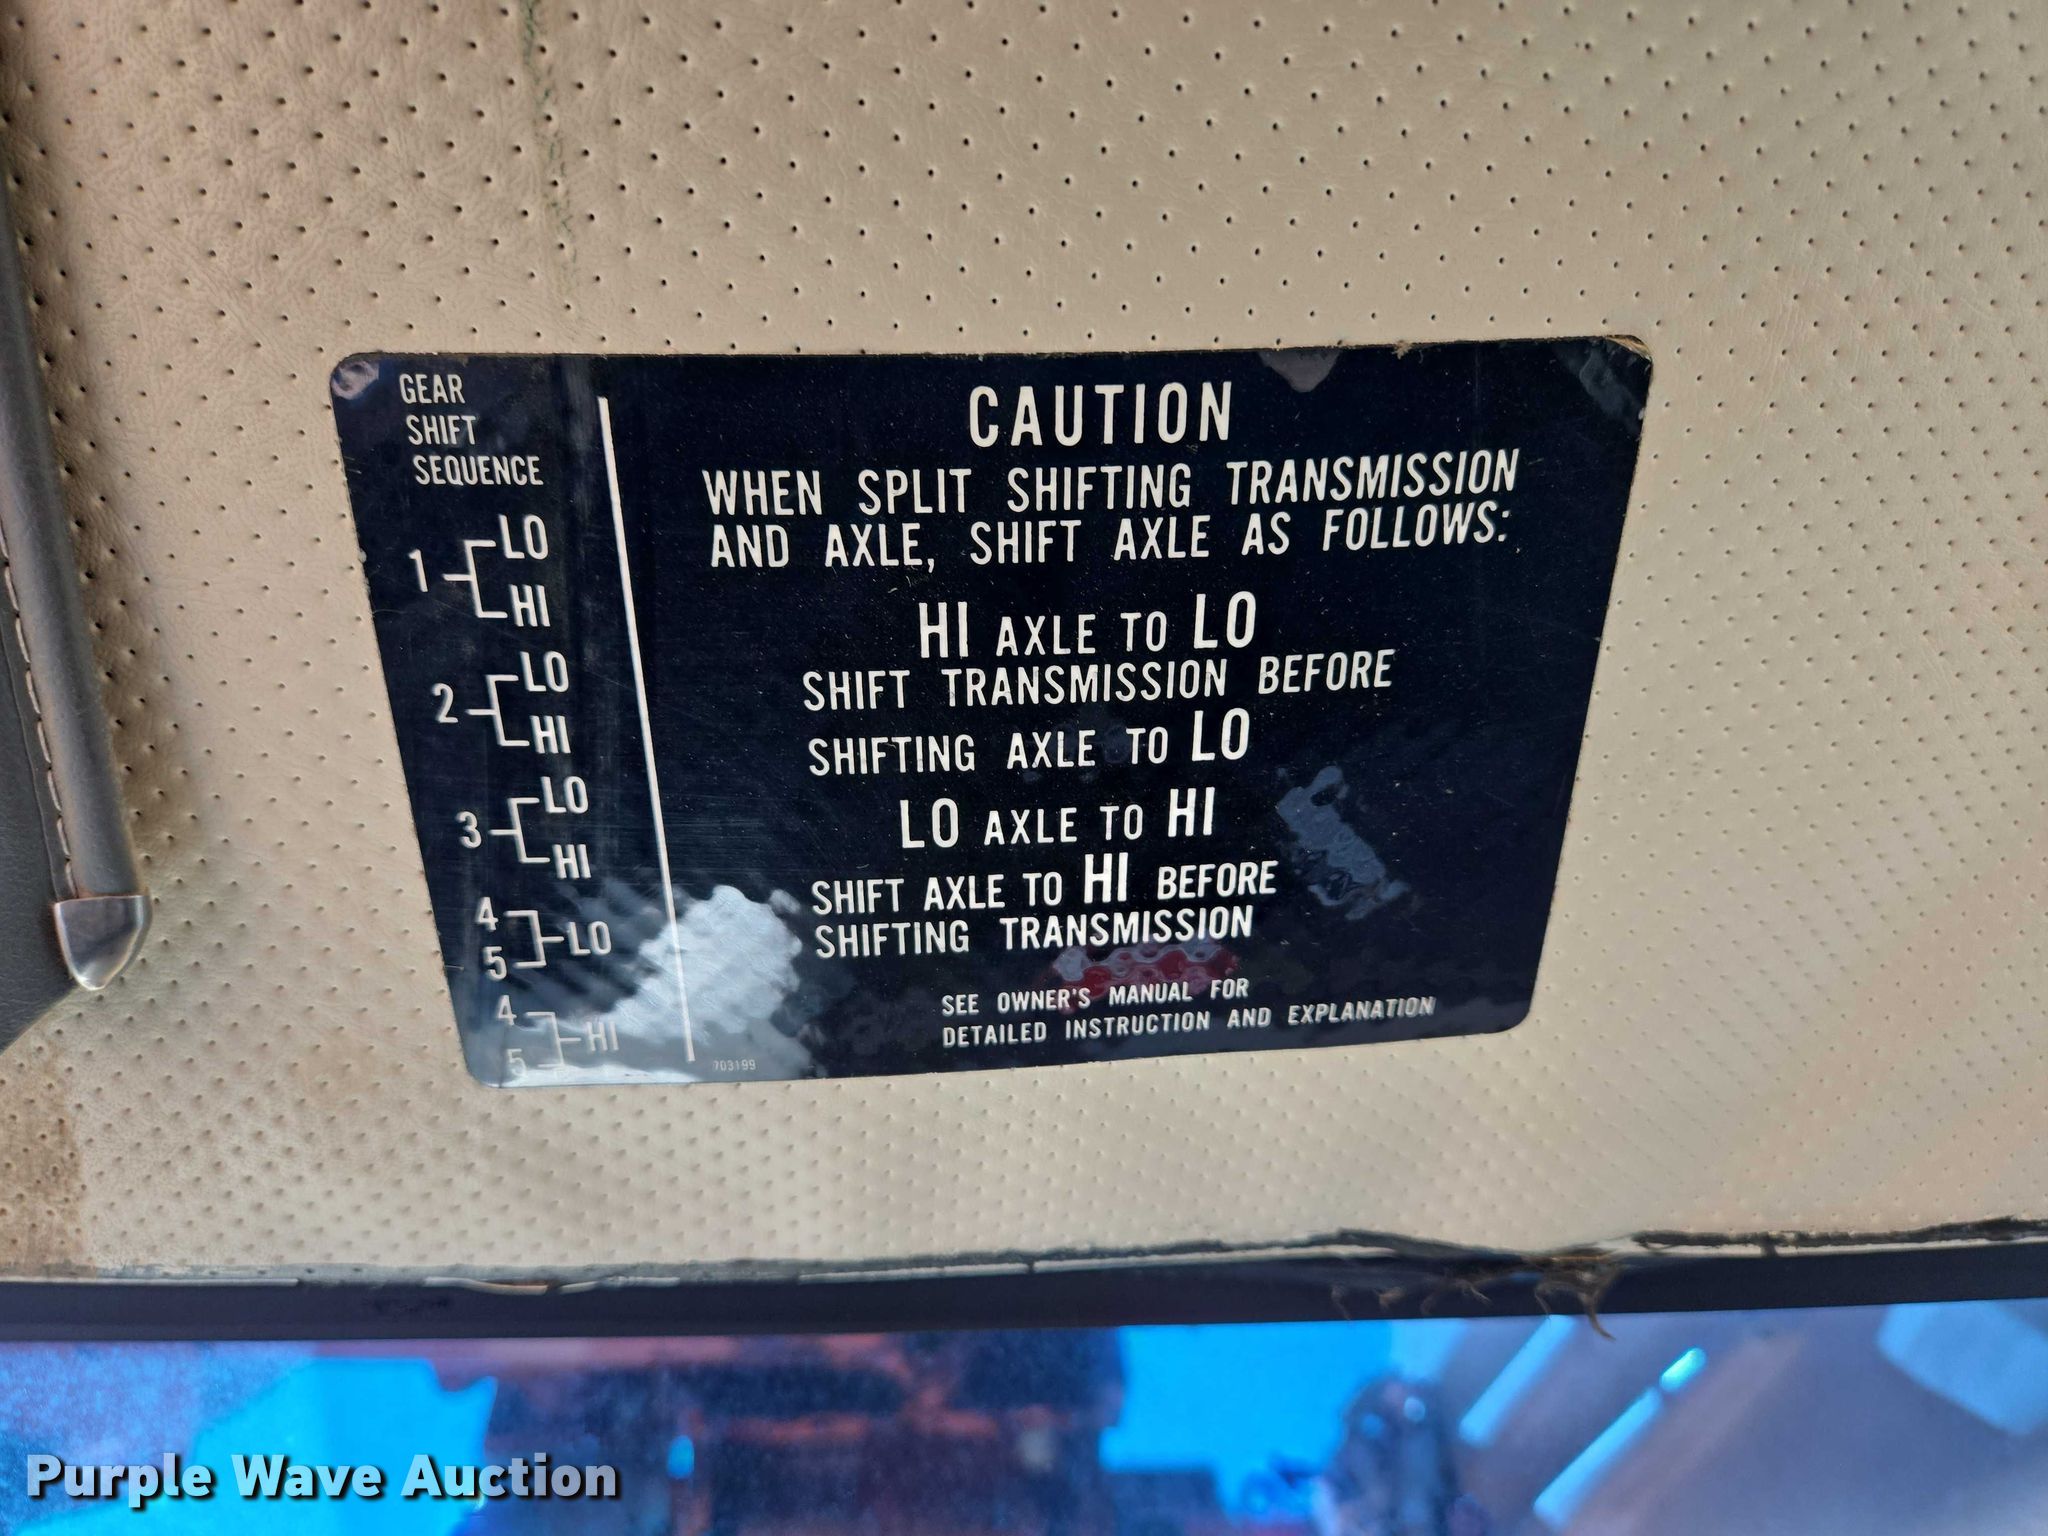 GEAR
SHIFT
SEQUENCE
1 LO
HI
2 LO
HI
3 LO
HI
4
5 LO
4
5 HI
CAUTION
WHEN SPLIT SHIFTING TRANSMISSION
AND AXLE, SHIFT AXLE AS FOLLOWS:
HI AXLE TO LO
SHIFT TRANSMISSION BEFORE
SHIFTING AXLE TO LO
LO AXLE TO HI
SHIFT AXLE TO HI BEFORE
SHIFTING TRANSMISSION
SEE OWNER'S MANUAL FOR
DETAILED INSTRUCTION AND EXPLANATION
703199
Purple Wave Auction